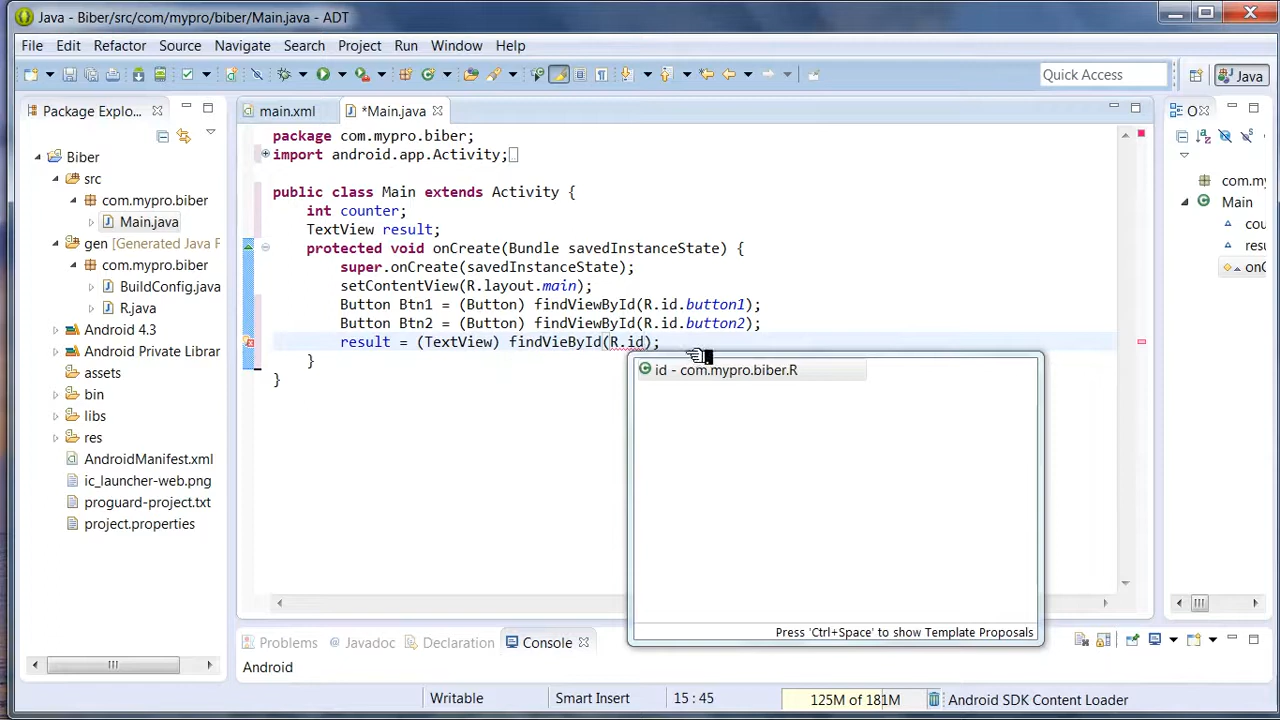 Java - Biber/src/com/mypro/biber/Main.java - ADT
File Edit Refactor Source Navigate Search Project Run Window Help
Quick Access
Java
Package Explo...
main.xml
*Main.java
O
Biber
src
com.mypro.biber
Main.java
gen [Generated Java F
com.mypro.biber
BuildConfig.java
R.java
Android 4.3
Android Private Librar
assets
bin
libs
res
AndroidManifest.xml
ic_launcher-web.png
proguard-project.txt
project.properties
package com.mypro.biber;
import android.app.Activity;
public class Main extends Activity {
int counter;
TextView result;
protected void onCreate(Bundle savedInstanceState) {
super.onCreate(savedInstanceState);
setContentView(R.layout.main);
Button Btn1 = (Button) findViewById(R.id.button1);
Button Btn2 = (Button) findViewById(R.id.button2);
result = (TextView) findVieById(R.id);
}
}
id - com.mypro.biber.R
Press 'Ctrl+Space' to show Template Proposals
com.m
Main
cou
resu
onC
Problems
Javadoc
Declaration
Console
Android
Writable
Smart Insert
15 : 45
125M of 181M
Android SDK Content Loader